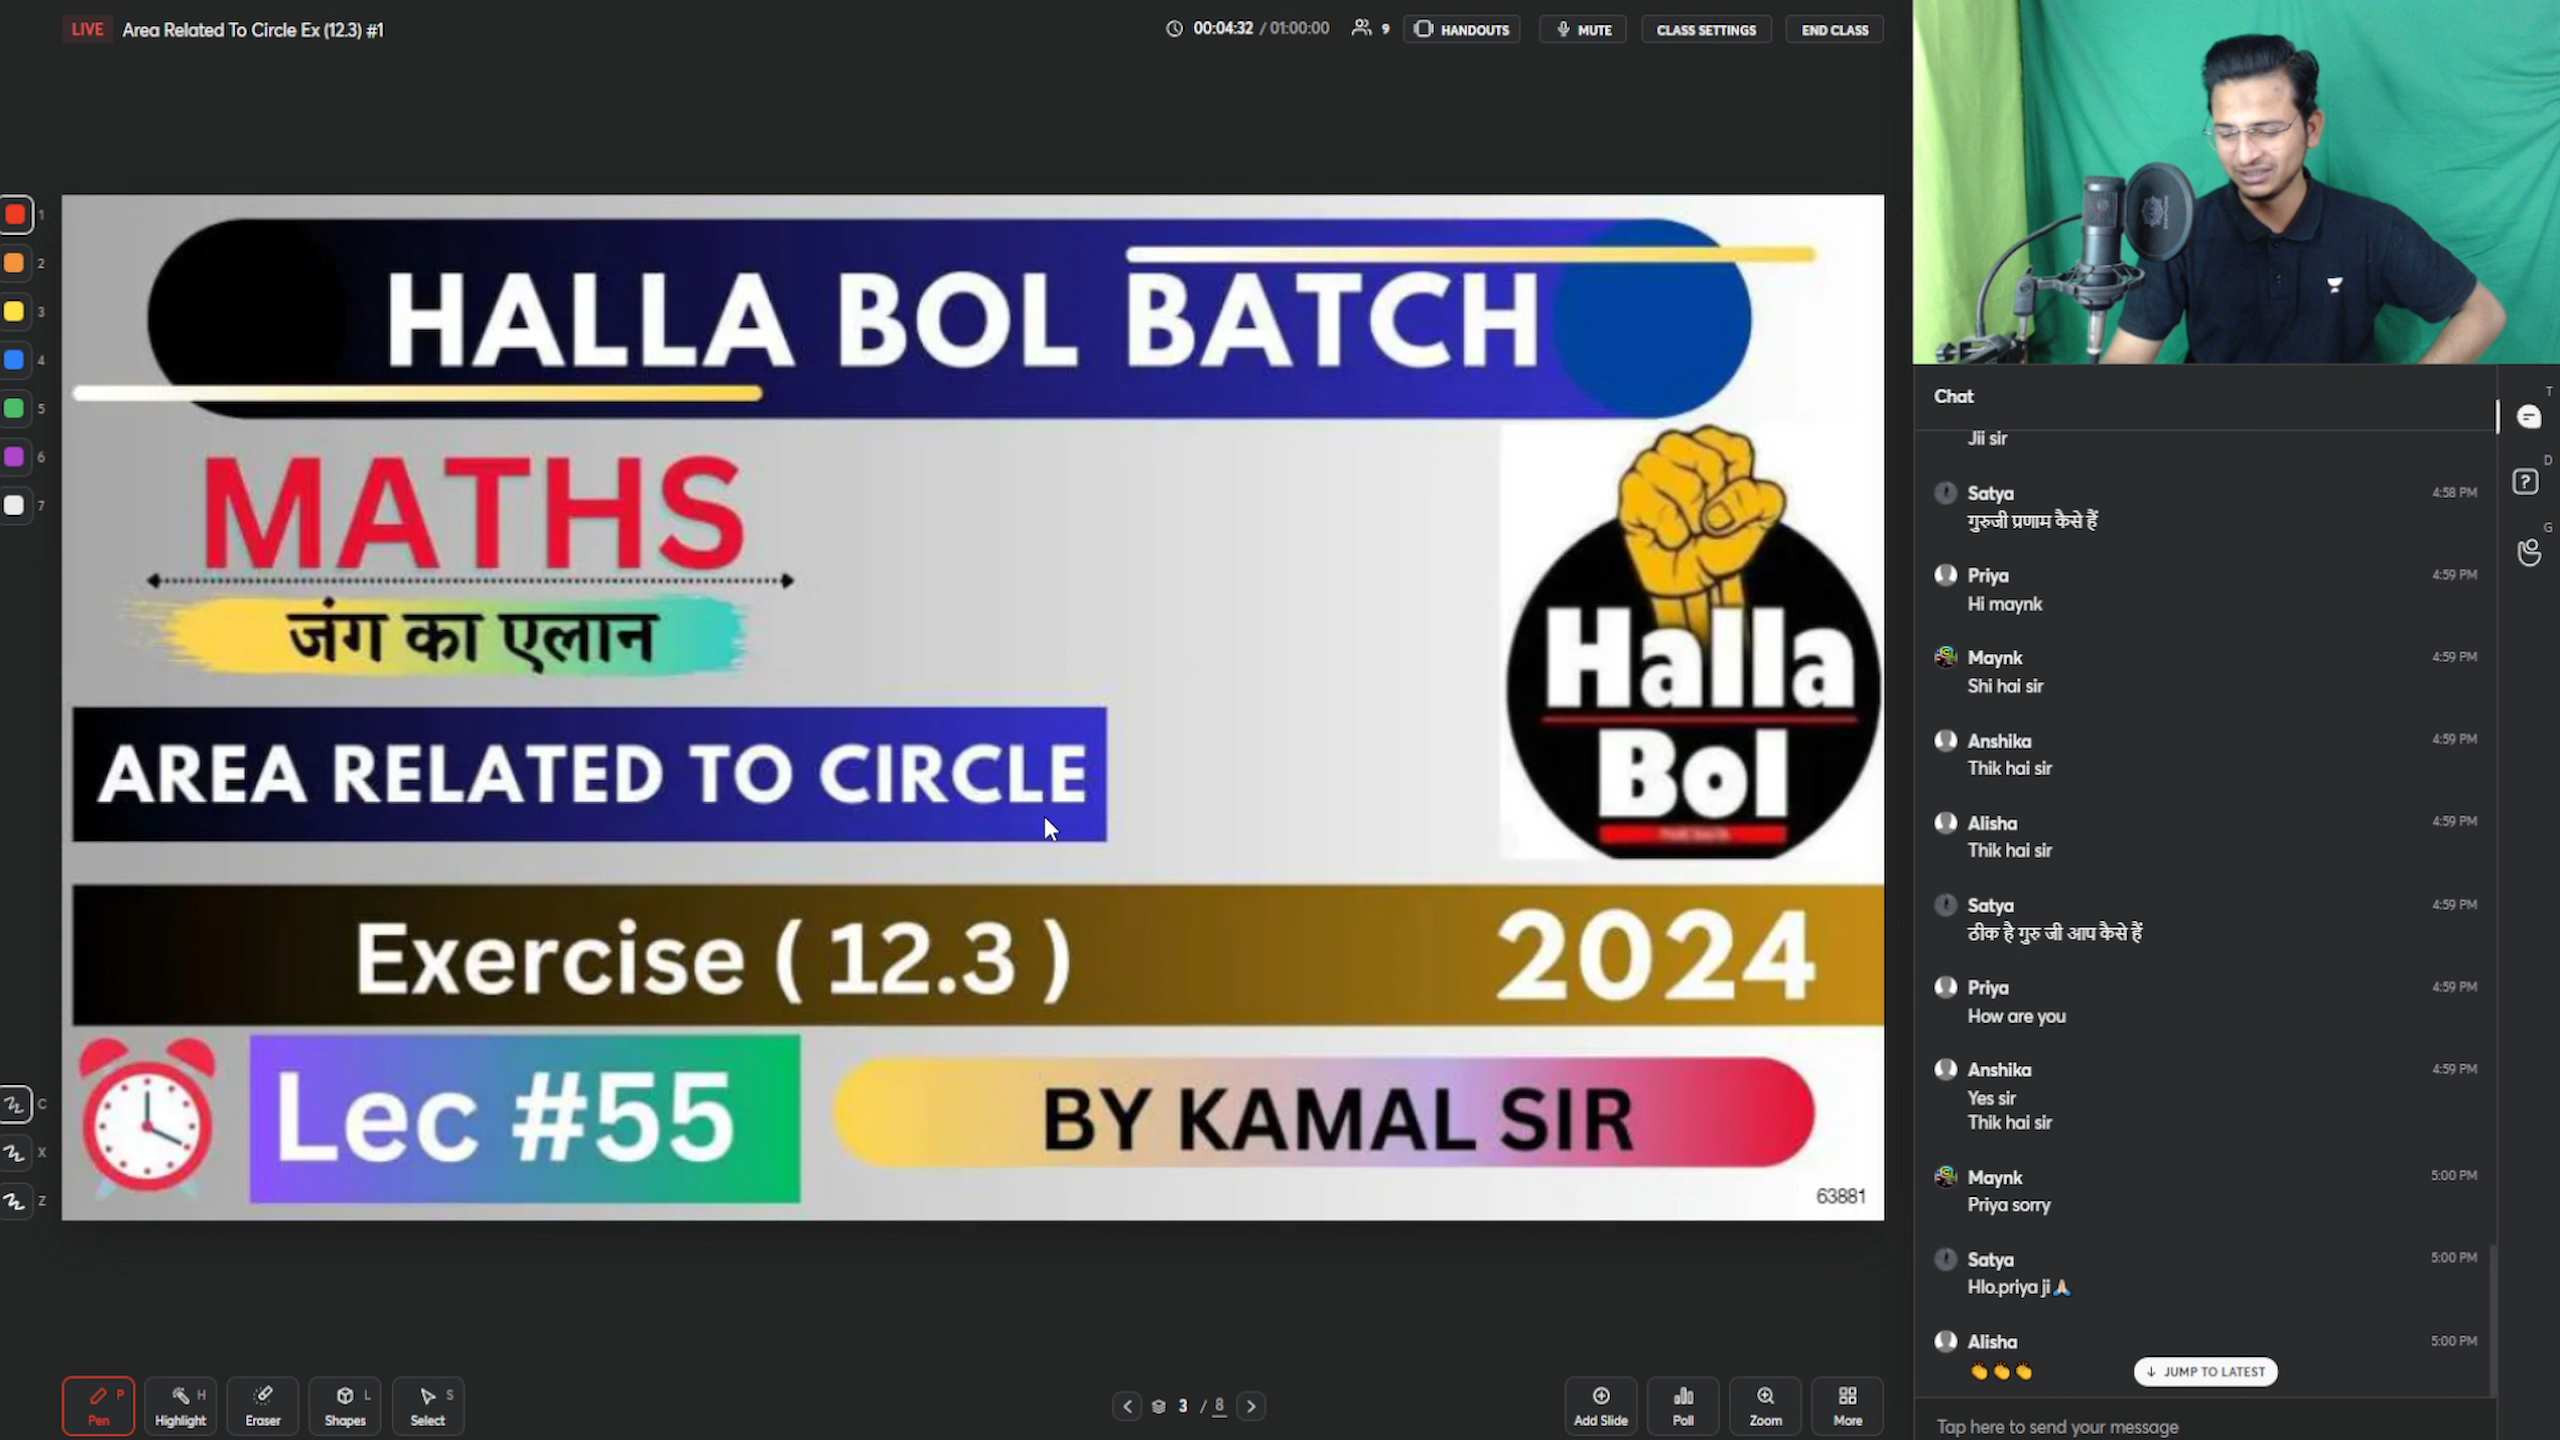 LIVE Area Related To Circle Ex (12.3) #1
00:04:32 / 01:00:00 9 HANDOUTS MUTE CLASS SETTINGS END CLASS
1
2
3
4
5
6
7
HALLA BOL BATCH
MATHS
जंग का एलान
Halla
Bol
AREA RELATED TO CIRCLE
Exercise ( 12.3 ) 2024
Lec #55 BY KAMAL SIR
63881
C
X
Z
P Pen
H Highlight
Eraser
L Shapes
S Select
3 / 8
Add Slide
Poll
Zoom
More
Chat
T
D
G
Jii sir
Satya 4:58 PM
गुरुजी प्रणाम कैसे हैं
Priya 4:59 PM
Hi maynk
Maynk 4:59 PM
Shi hai sir
Anshika 4:59 PM
Thik hai sir
Alisha 4:59 PM
Thik hai sir
Satya 4:59 PM
ठीक है गुरु जी आप कैसे हैं
Priya 4:59 PM
How are you
Anshika 4:59 PM
Yes sir
Thik hai sir
Maynk 5:00 PM
Priya sorry
Satya 5:00 PM
Hlo.priya ji🙏
Alisha 5:00 PM
👏👏👏
JUMP TO LATEST
Tap here to send your message